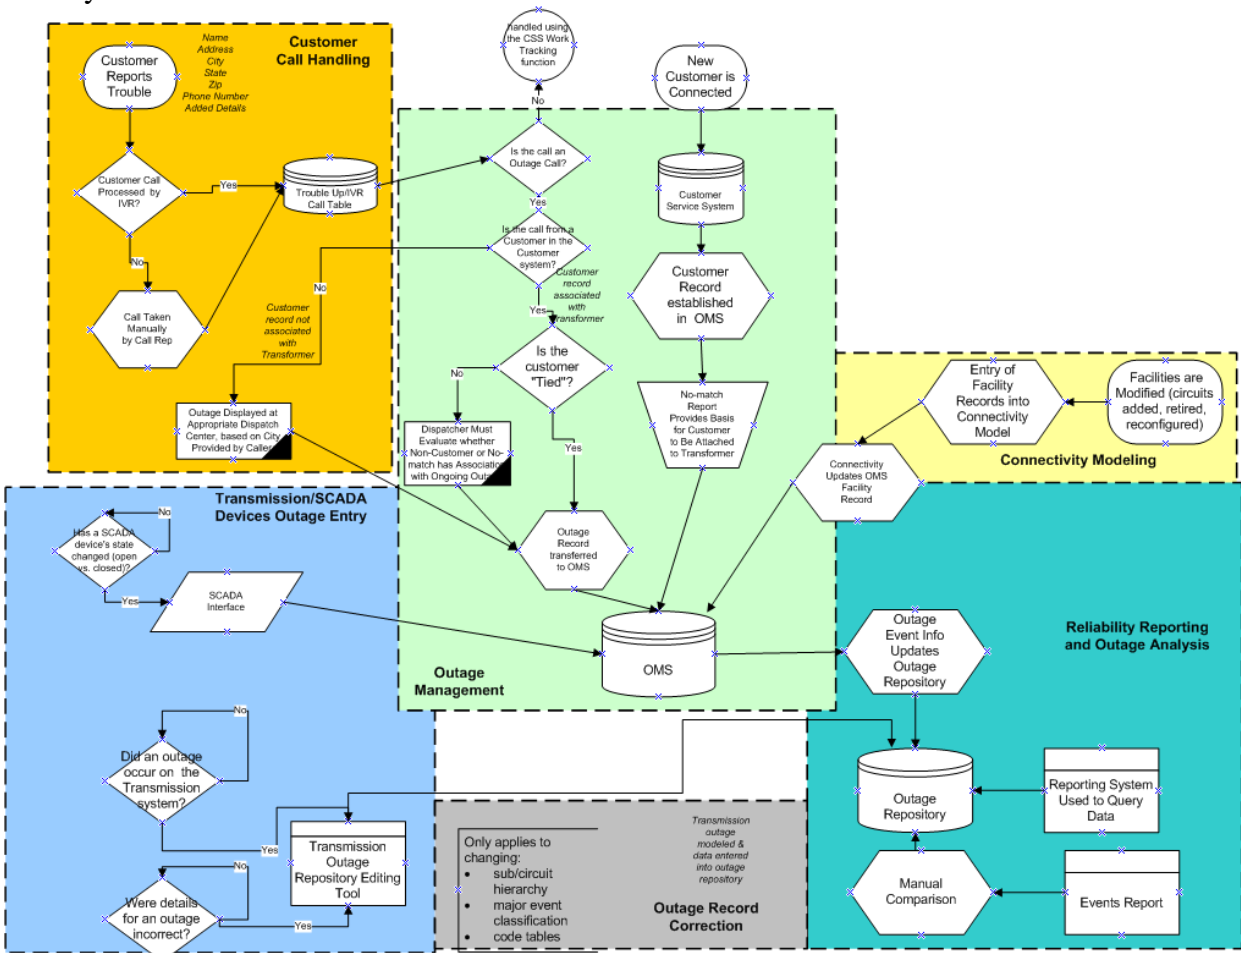 Customer
Call Handling
Name
Address
City
State
Zip
Phone Number
Added Details
Customer
Reports
Trouble
Customer Call
Processed by
IVR?
Yes
No
Trouble Up/IVR
Call Table
Call Taken
Manually
by Call Rep
Customer
record not
associated
with
Transformer
No
Outage Displayed at
Appropriate Dispatch
Center, based on City
Provided by Caller
handled using
the CSS Work
Tracking
function
No
Is the call an
Outage Call?
Yes
Is the call from a
Customer in the
Customer
system?
Customer
record
associated
with
Transformer
Yes
Is the
customer
"Tied"?
No
Yes
Dispatcher Must
Evaluate whether
Non-Customer or No-
match has Association
with Ongoing
Outage
Record
transferred
to OMS
New
Customer is
Connected
Customer
Service System
Customer
Record
established
in OMS
No-match
Report
Provides Basis
for Customer
to Be Attached
to Transformer
OMS
Outage
Management
Entry of
Facility
Records into
Connectivity
Model
Facilities are
Modified (circuits
added, retired,
reconfigured)
Connectivity
Updates OMS
Facility
Record
Connectivity Modeling
Transmission/SCADA
Devices Outage Entry
No
Has a SCADA
device's state
changed (open
vs. closed)?
Yes
SCADA
Interface
No
Did an outage
occur on the
Transmission
system?
Yes
No
Were details
for an outage
incorrect?
Yes
Transmission
Outage
Repository Editing
Tool
Only applies to
changing:
• sub/circuit
hierarchy
• major event
classification
• code tables
Transmission
outage
modeled &
data entered
into outage
repository
Outage Record
Correction
Outage
Event Info
Updates
Outage
Repository
Reliability Reporting
and Outage Analysis
Outage
Repository
Reporting System
Used to Query
Data
Manual
Comparison
Events Report